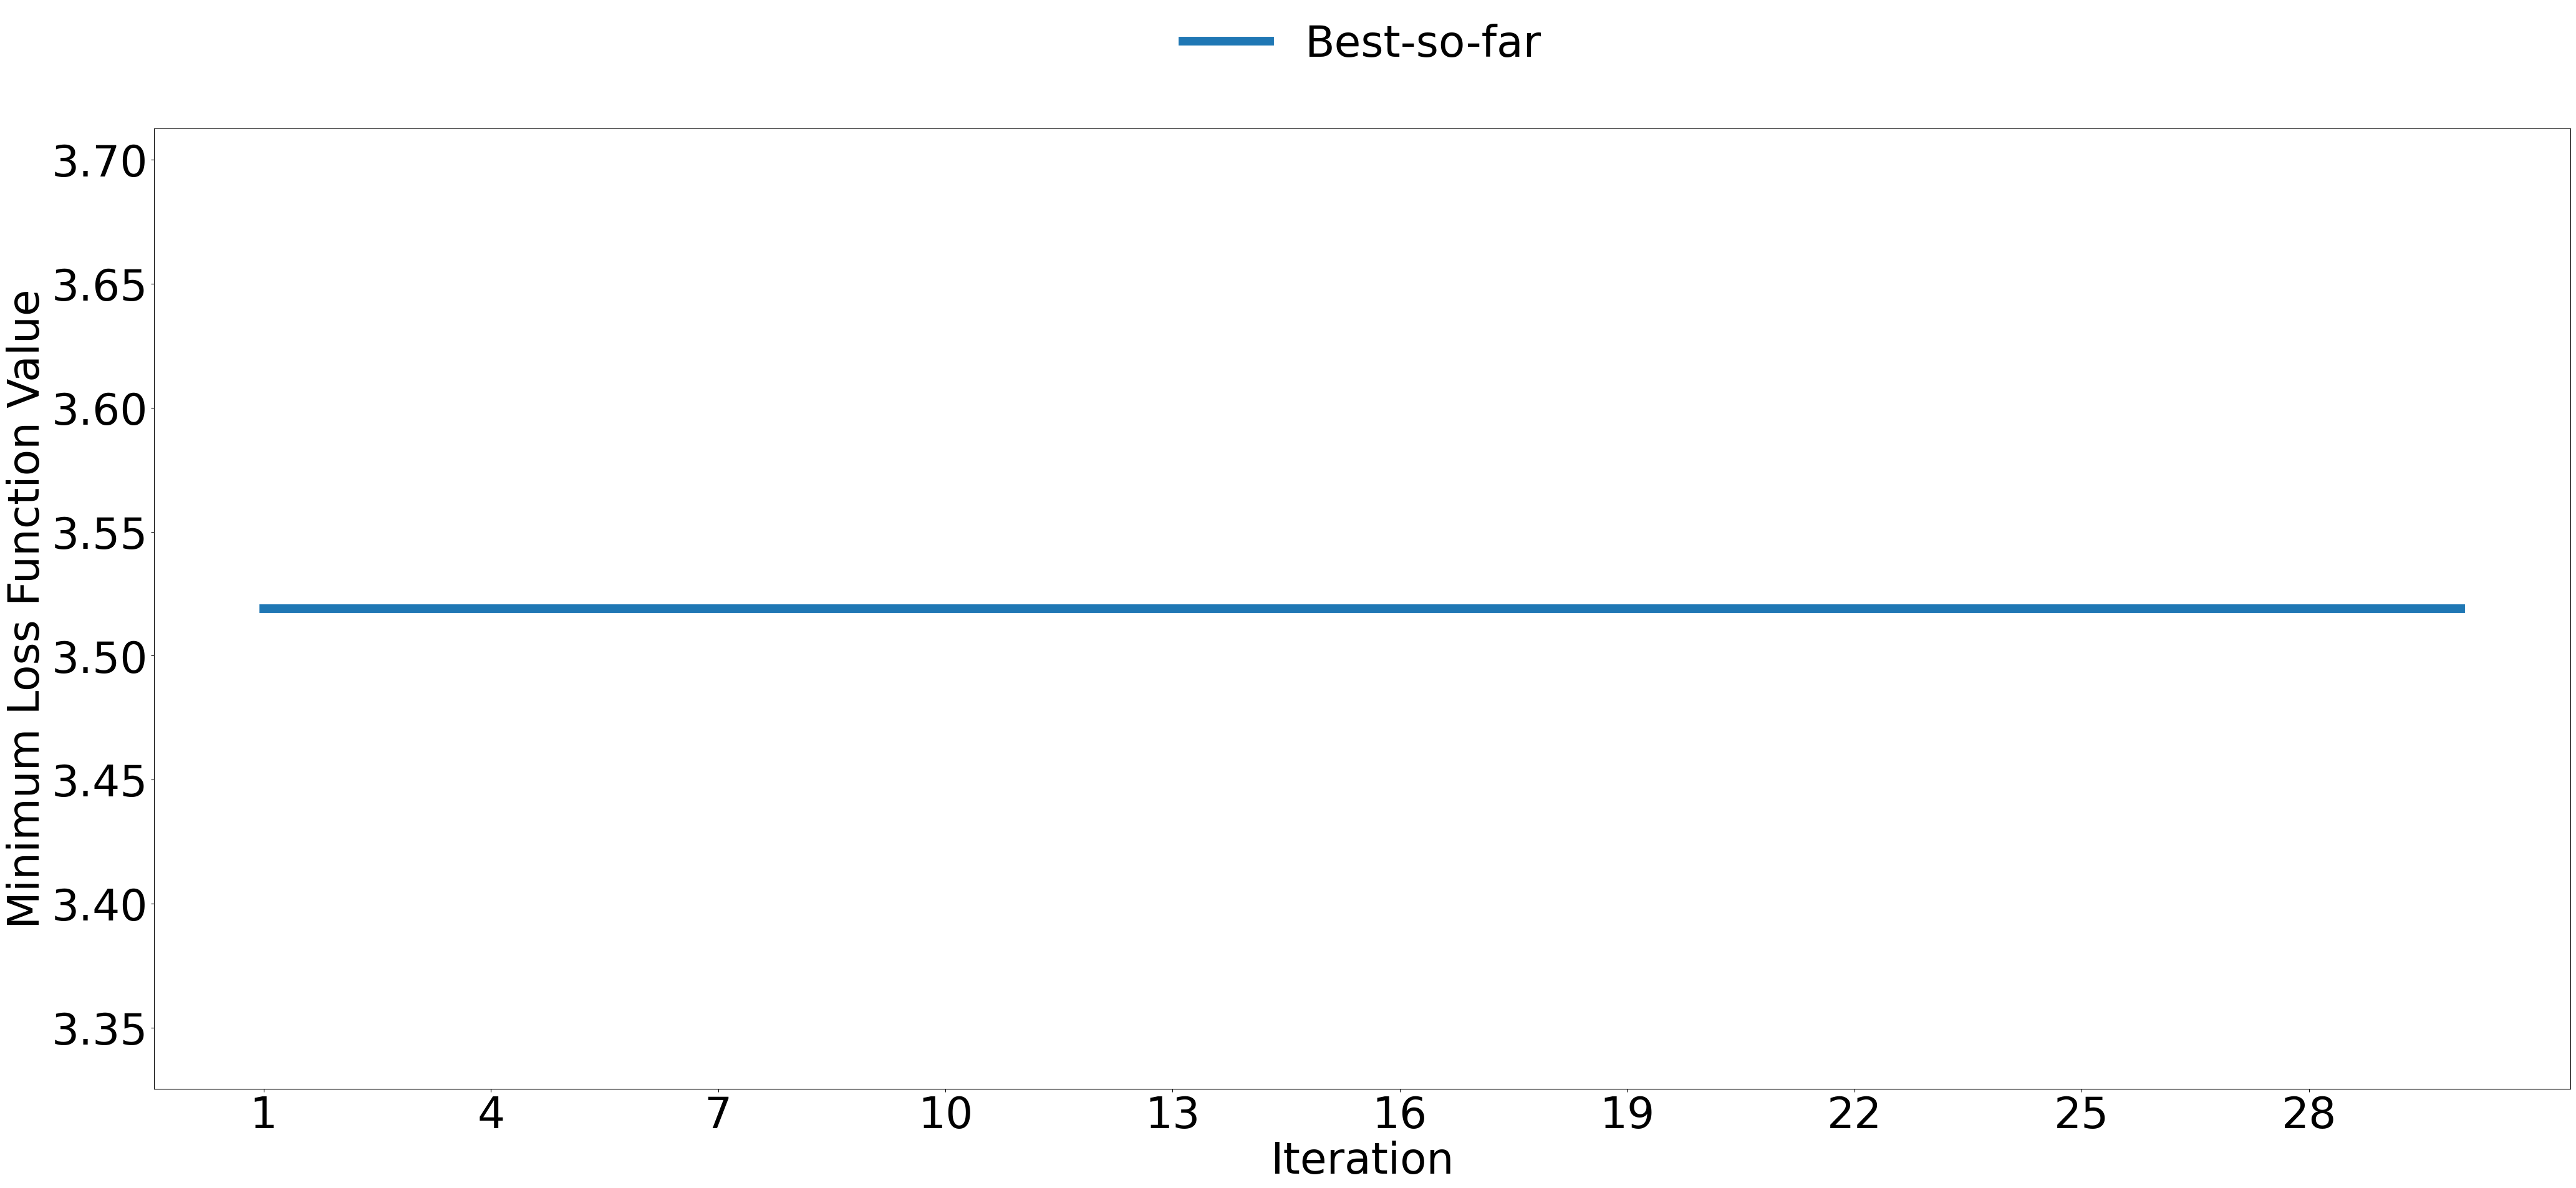 Best-so-far
Minimum Loss Function Value
3.70
3.65
3.60
3.55
3.50
3.45
3.40
3.35
1 4 7 10 13 16 19 22 25 28
Iteration